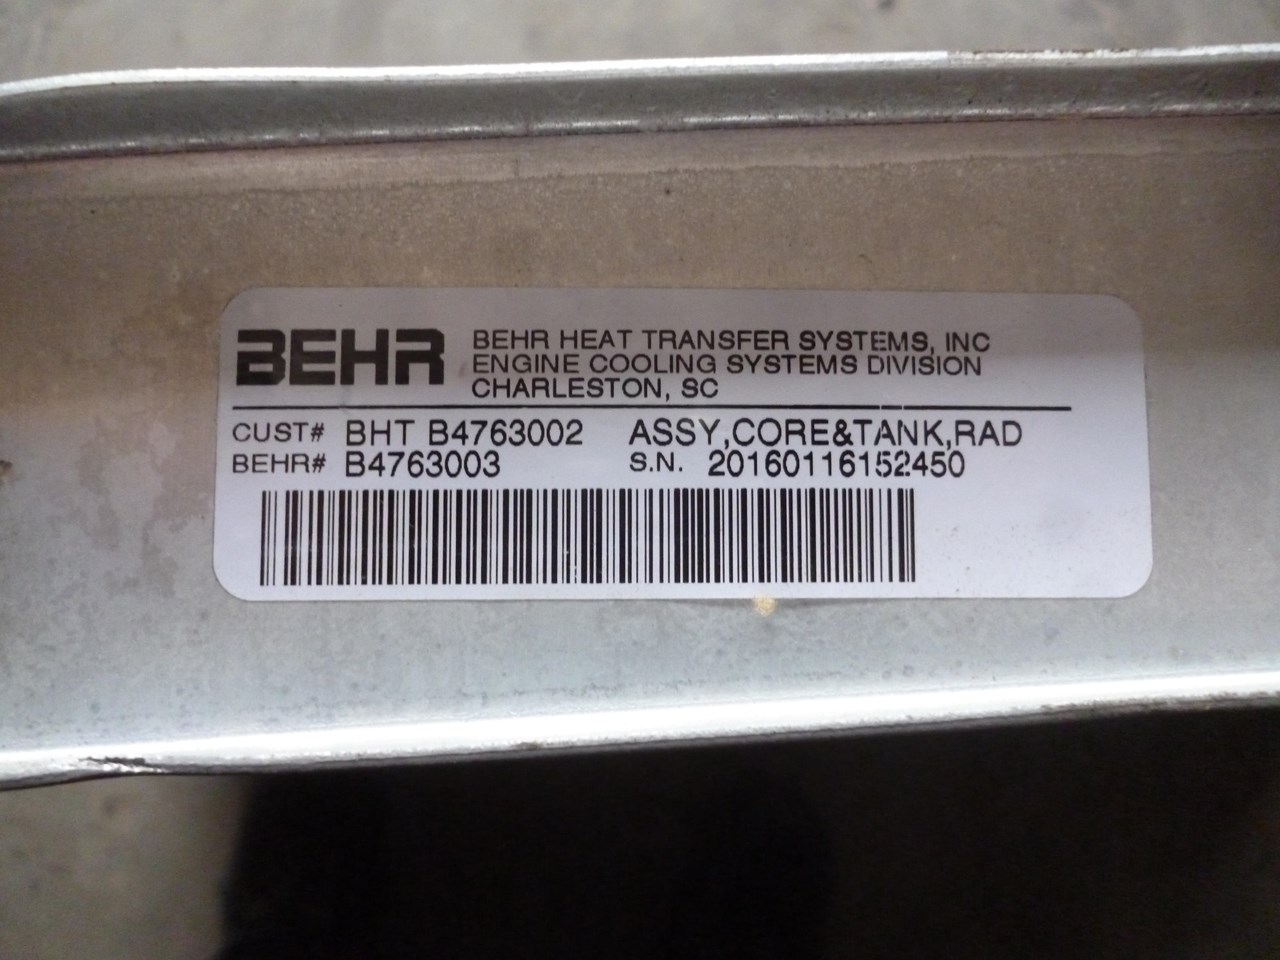 BEHR
BEHR HEAT TRANSFER SYSTEMS, INC
ENGINE COOLING SYSTEMS DIVISION
CHARLESTON, SC
CUST# BHT B4763002 ASSY,CORE&TANK,RAD
BEHR# B4763003 S.N. 20160116152450